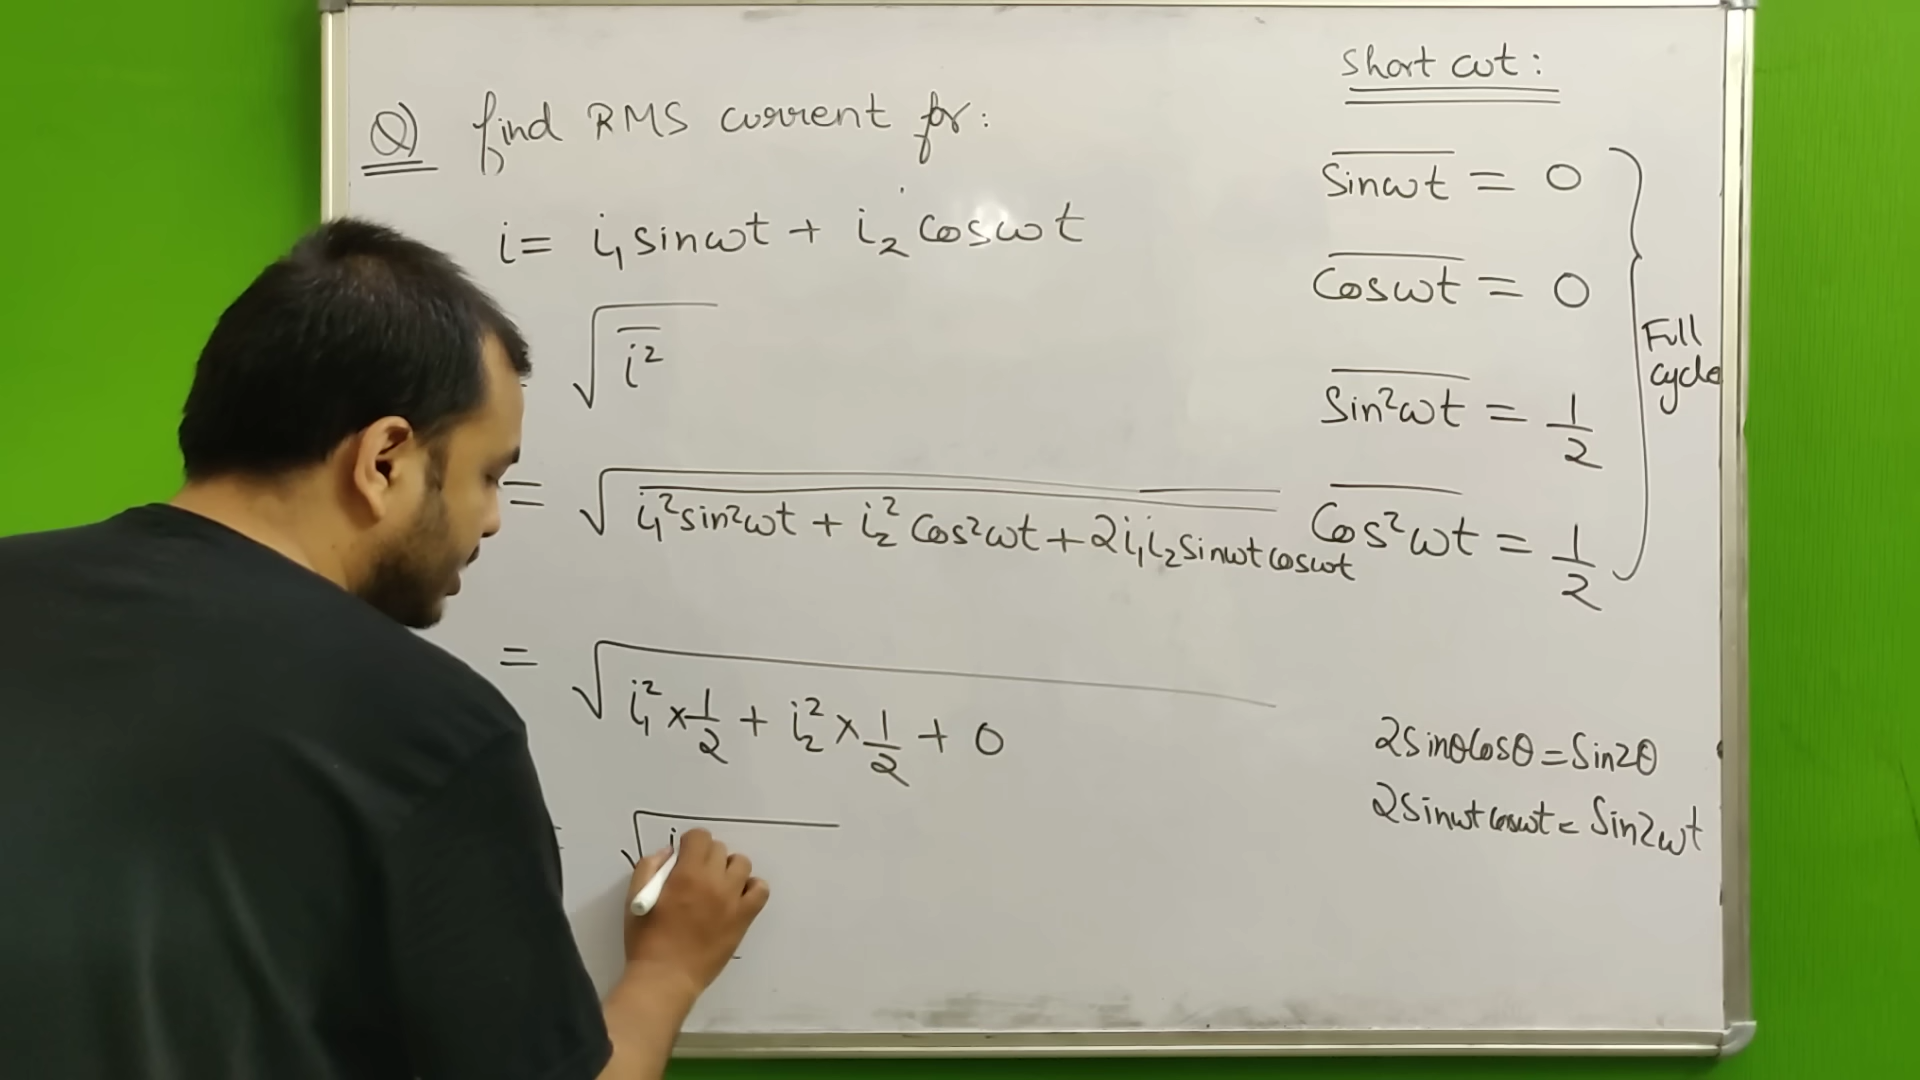 Q) find RMS current for:
i = i₁ sinωt + i₂ cosωt
√ i²
= √ i₁² sin²ωt + i₂² cos²ωt + 2i₁i₂ sinωt cosωt
= √ i₁² × 1/2 + i₂² × 1/2 + 0
√ i
short cut:
sinωt = 0
cosωt = 0
sin²ωt = 1/2
cos²ωt = 1/2
Full
cycle
2sinθcosθ = sin2θ
2sinωt cosωt = sin2ωt